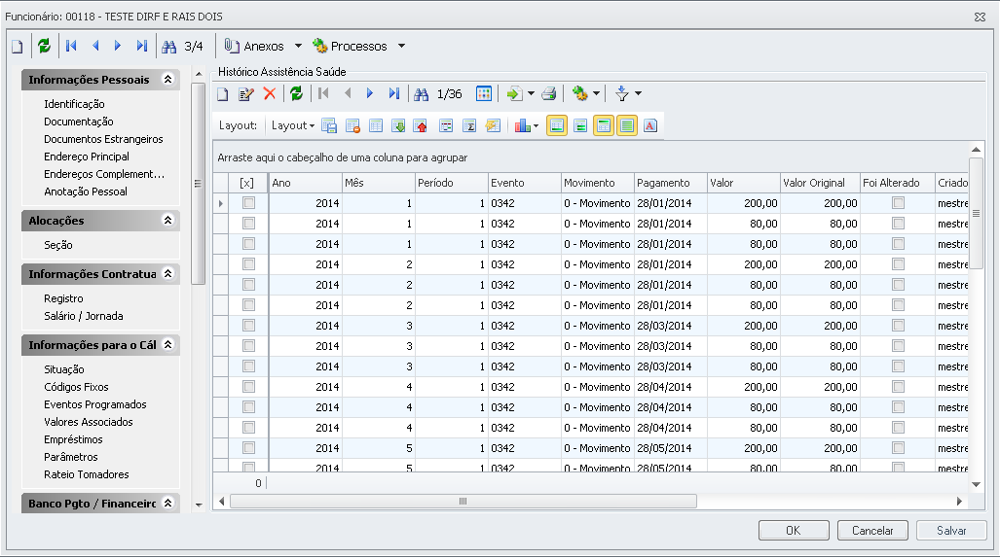 Funcionário: 00118 - TESTE DIRF E RAIS DOIS
3/4 Anexos Processos
Informações Pessoais
Identificação
Documentação
Documentos Estrangeiros
Endereço Principal
Endereços Complement...
Anotação Pessoal
Alocações
Seção
Informações Contratua
Registro
Salário / Jornada
Informações para o Cál
Situação
Códigos Fixos
Eventos Programados
Valores Associados
Empréstimos
Parâmetros
Rateio Tomadores
Banco Pgto / Financeirc
Histórico Assistência Saúde
1/36
Layout: Layout
Arraste aqui o cabeçalho de uma coluna para agrupar
[x] Ano Mês Período Evento Movimento Pagamento Valor Valor Original Foi Alterado Criado
2014 1 1 0342 0 - Movimento 28/01/2014 200,00 200,00 mestre
2014 1 1 0342 0 - Movimento 28/01/2014 80,00 80,00 mestre
2014 1 1 0342 0 - Movimento 28/01/2014 80,00 80,00 mestre
2014 2 1 0342 0 - Movimento 28/02/2014 200,00 200,00 mestre
2014 2 1 0342 0 - Movimento 28/02/2014 80,00 80,00 mestre
2014 2 1 0342 0 - Movimento 28/02/2014 80,00 80,00 mestre
2014 3 1 0342 0 - Movimento 28/03/2014 200,00 200,00 mestre
2014 3 1 0342 0 - Movimento 28/03/2014 80,00 80,00 mestre
2014 3 1 0342 0 - Movimento 28/03/2014 80,00 80,00 mestre
2014 4 1 0342 0 - Movimento 28/04/2014 200,00 200,00 mestre
2014 4 1 0342 0 - Movimento 28/04/2014 80,00 80,00 mestre
2014 4 1 0342 0 - Movimento 28/04/2014 80,00 80,00 mestre
2014 5 1 0342 0 - Movimento 28/05/2014 200,00 200,00 mestre
2014 5 1 0342 0 - Movimento 28/05/2014 80,00 80,00 mestre
0
OK Cancelar Salvar